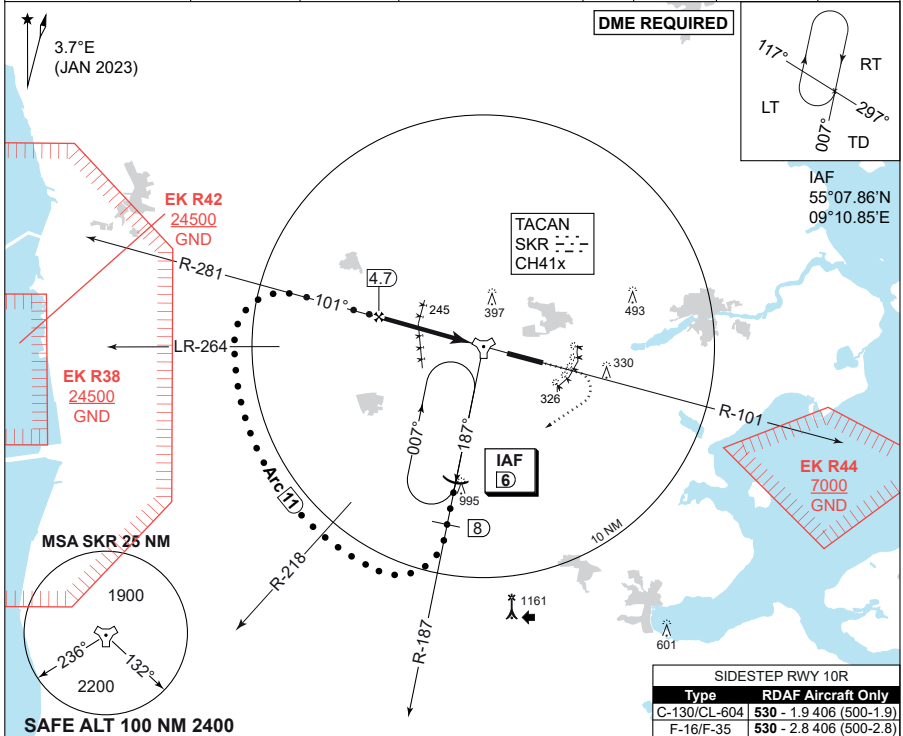 DME REQUIRED
3.7°E
(JAN 2023)
117°
RT
LT
297°
007°
TD
IAF
55°07.86'N
09°10.85'E
EK R42
24500
GND
TACAN
SKR
CH41x
R-281
101°
4.7
245
397
493
LR-264
EK R38
24500
GND
330
326
R-101
007°
187°
IAF
6
EK R44
7000
GND
995
Arc 11
8
10 NM
MSA SKR 25 NM
R-218
1900
1161
R-187
601
236°
132°
2200
SAFE ALT 100 NM 2400
SIDESTEP RWY 10R
Type RDAF Aircraft Only
C-130/CL-604 530 - 1.9 406 (500-1.9)
F-16/F-35 530 - 2.8 406 (500-2.8)